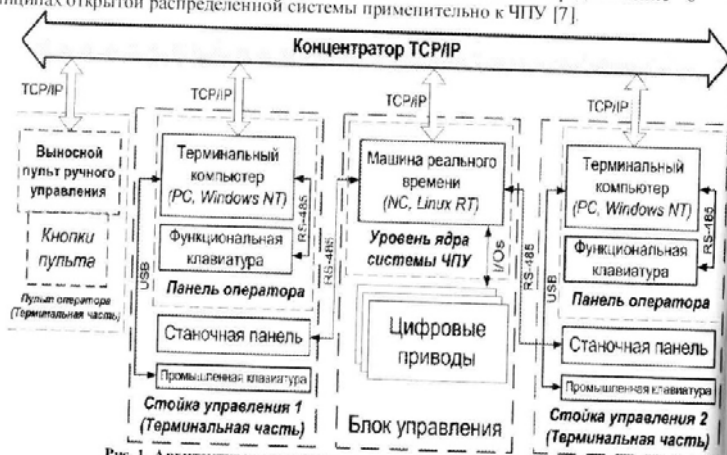 открытой распределенной системы применительно к ЧПУ [7].
Концентратор TCP/IP
TCP/IP
TCP/IP
TCP/IP
TCP/IP
Выносной
пульт ручного
управления
Кнопки
пульта
Пульт оператора
(Терминальная часть)
Терминальный
компьютер
(PC, Windows NT)
Функциональная
клавиатура
RS-485
Панель оператора
USB
Станочная панель
Промышленная клавиатура
Стойка управления 1
(Терминальная часть)
RS-485
Машина реального
времени
(NC, Linux RT)
Уровень ядра
системы ЧПУ
I/Os
Цифровые
приводы
Блок управления
RS-485
Терминальный
компьютер
(PC, Windows NT)
Функциональная
клавиатура
RS-485
Панель оператора
USB
Станочная панель
Промышленная клавиатура
Стойка управления 2
(Терминальная часть)
Рис. 1.